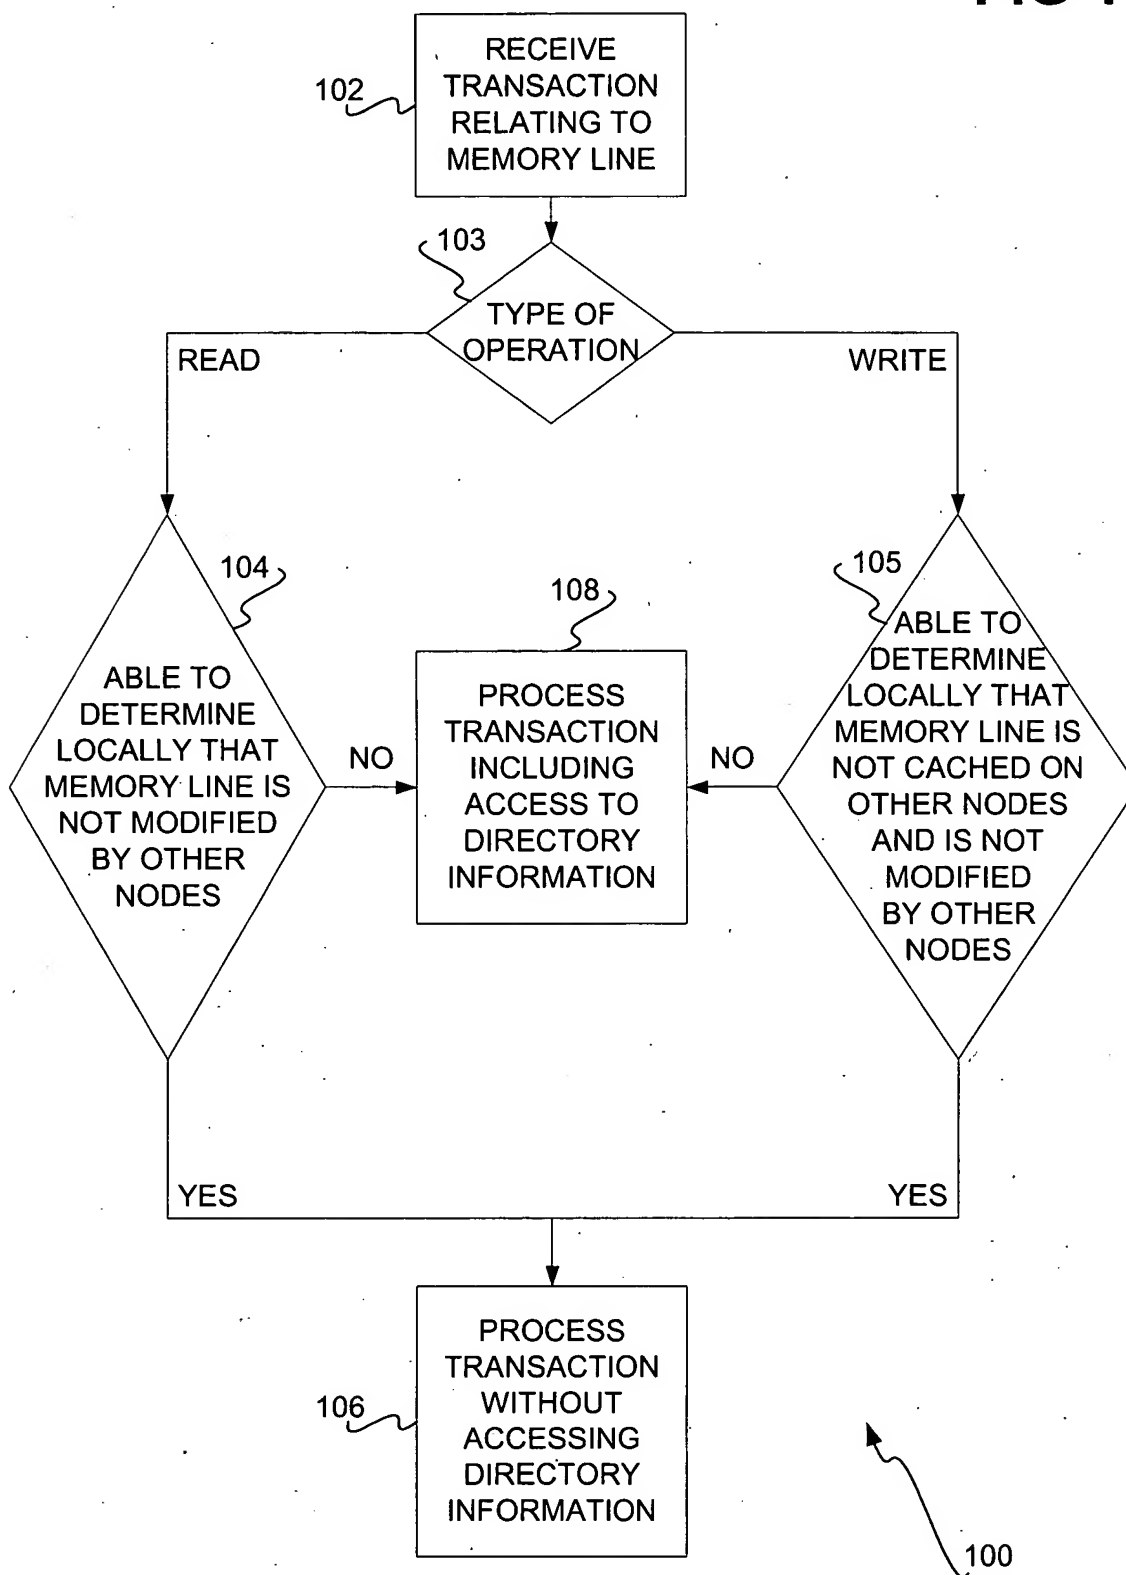 RECEIVE
TRANSACTION
RELATING TO
MEMORY LINE
102
103
TYPE OF
OPERATION
READ
WRITE
104
ABLE TO
DETERMINE
LOCALLY THAT
MEMORY LINE IS
NOT MODIFIED
BY OTHER
NODES
NO
108
PROCESS
TRANSACTION
INCLUDING
ACCESS TO
DIRECTORY
INFORMATION
NO
105
ABLE TO
DETERMINE
LOCALLY THAT
MEMORY LINE IS
NOT CACHED ON
OTHER NODES
AND IS NOT
MODIFIED
BY OTHER
NODES
YES
YES
106
PROCESS
TRANSACTION
WITHOUT
ACCESSING
DIRECTORY
INFORMATION
100